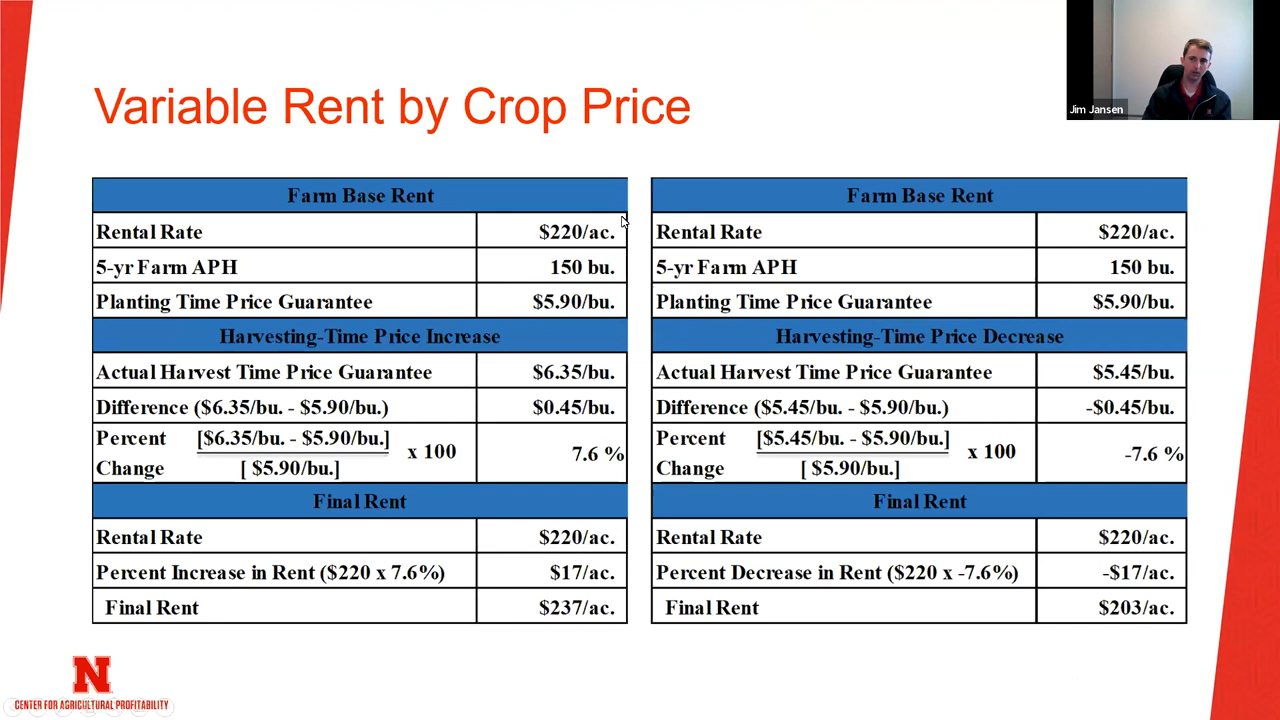 Jim Jansen
Variable Rent by Crop Price
Farm Base Rent
Rental Rate $220/ac.
5-yr Farm APH 150 bu.
Planting Time Price Guarantee $5.90/bu.
Harvesting-Time Price Increase
Actual Harvest Time Price Guarantee $6.35/bu.
Difference ($6.35/bu. - $5.90/bu.) $0.45/bu.
Percent Change [$6.35/bu. - $5.90/bu.] [ $5.90/bu.] x 100 7.6 %
Final Rent
Rental Rate $220/ac.
Percent Increase in Rent ($220 x 7.6%) $17/ac.
Final Rent $237/ac.
Farm Base Rent
Rental Rate $220/ac.
5-yr Farm APH 150 bu.
Planting Time Price Guarantee $5.90/bu.
Harvesting-Time Price Decrease
Actual Harvest Time Price Guarantee $5.45/bu.
Difference ($5.45/bu. - $5.90/bu.) -$0.45/bu.
Percent Change [$5.45/bu. - $5.90/bu.] [ $5.90/bu.] x 100 -7.6 %
Final Rent
Rental Rate $220/ac.
Percent Decrease in Rent ($220 x -7.6%) -$17/ac.
Final Rent $203/ac.
N
CENTER FOR AGRICULTURAL PROFITABILITY